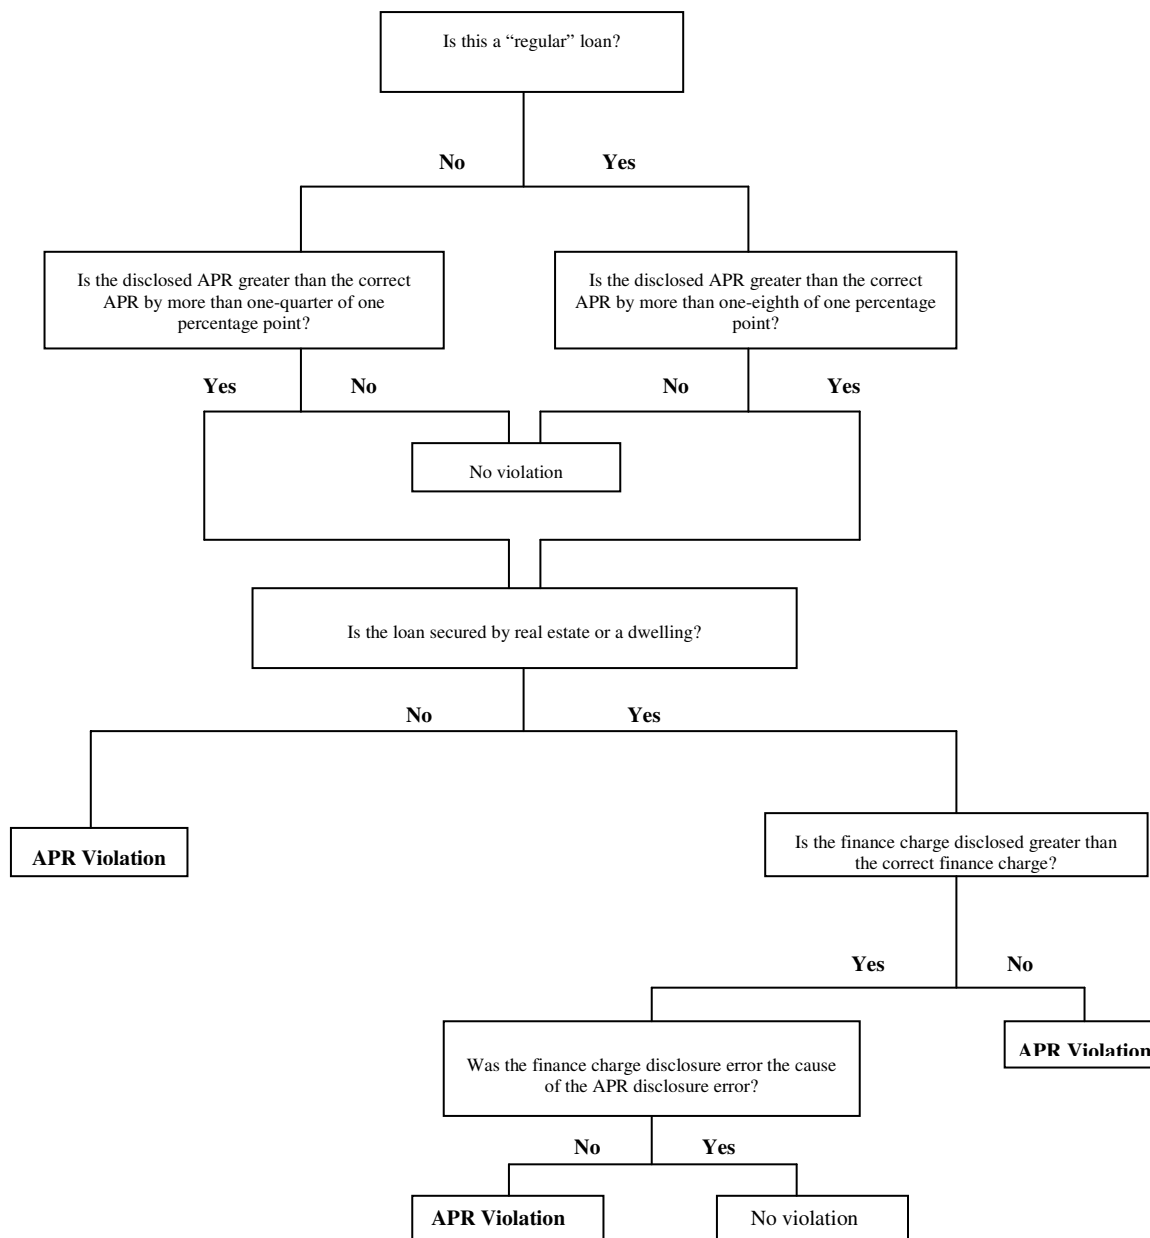 Is this a “regular” loan?
No
Yes
Is the disclosed APR greater than the correct
APR by more than one-quarter of one
percentage point?
Is the disclosed APR greater than the correct
APR by more than one-eighth of one percentage
point?
Yes
No
No
Yes
No violation
Is the loan secured by real estate or a dwelling?
No
Yes
APR Violation
Is the finance charge disclosed greater than
the correct finance charge?
Yes
No
Was the finance charge disclosure error the cause
of the APR disclosure error?
APR Violation
No
Yes
APR Violation
No violation